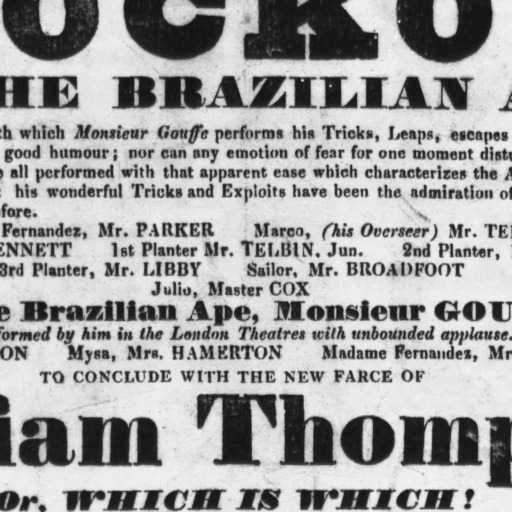 OCKO
HE BRAZILIAN A
th which Monsieur Gouffe performs his Tricks, Leaps, escapes
good humour; nor can any emotion of fear for one moment distu
all performed with that apparent ease which characterizes the A
his wonderful Tricks and Exploits have been the admiration of
fore.
Fernandez, Mr. PARKER Marco, (his Overseer) Mr. TE
ENNETT 1st Planter Mr. TELBIN, Jun. 2nd Planter,
3rd Planter, Mr. LIBBY Sailor, Mr. BROADFOOT
Julio, Master COX
e Brazilian Ape, Monsieur GOU
formed by him in the London Theatres with unbounded applause.
ON Mysa, Mrs. HAMERTON Madame Fernandez, Mr
TO CONCLUDE WITH THE NEW FARCE OF
iam Thomp
or, WHICH IS WHICH!